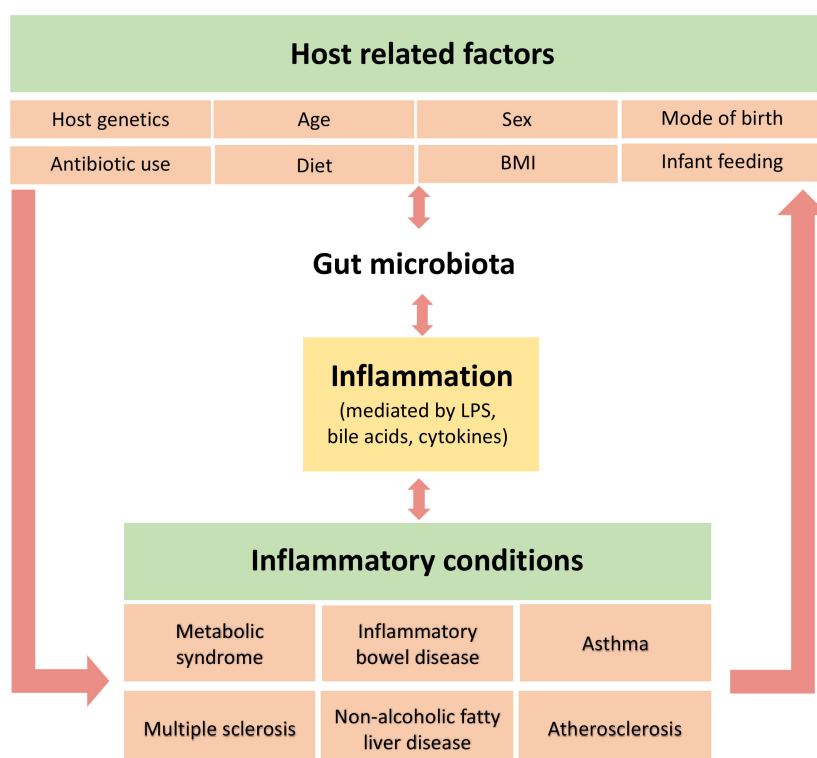 Host related factors
Host genetics
Age
Sex
Mode of birth
Antibiotic use
Diet
BMI
Infant feeding
Gut microbiota
Inflammation
(mediated by LPS,
bile acids, cytokines)
Inflammatory conditions
Metabolic
syndrome
Inflammatory
bowel disease
Asthma
Multiple sclerosis
Non-alcoholic fatty
liver disease
Atherosclerosis